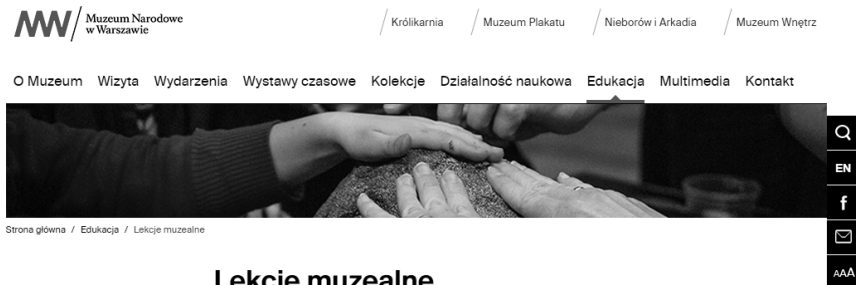 Muzeum Narodowe
w Warszawie
Królikarnia Muzeum Plakatu Nieborów i Arkadia Muzeum Wnętrz
O Muzeum Wizyta Wydarzenia Wystawy czasowe Kolekcje Działalność naukowa Edukacja Multimedia Kontakt
EN
f
AAA
Strona główna / Edukacja / Lekcje muzealne
Lekcje muzealne